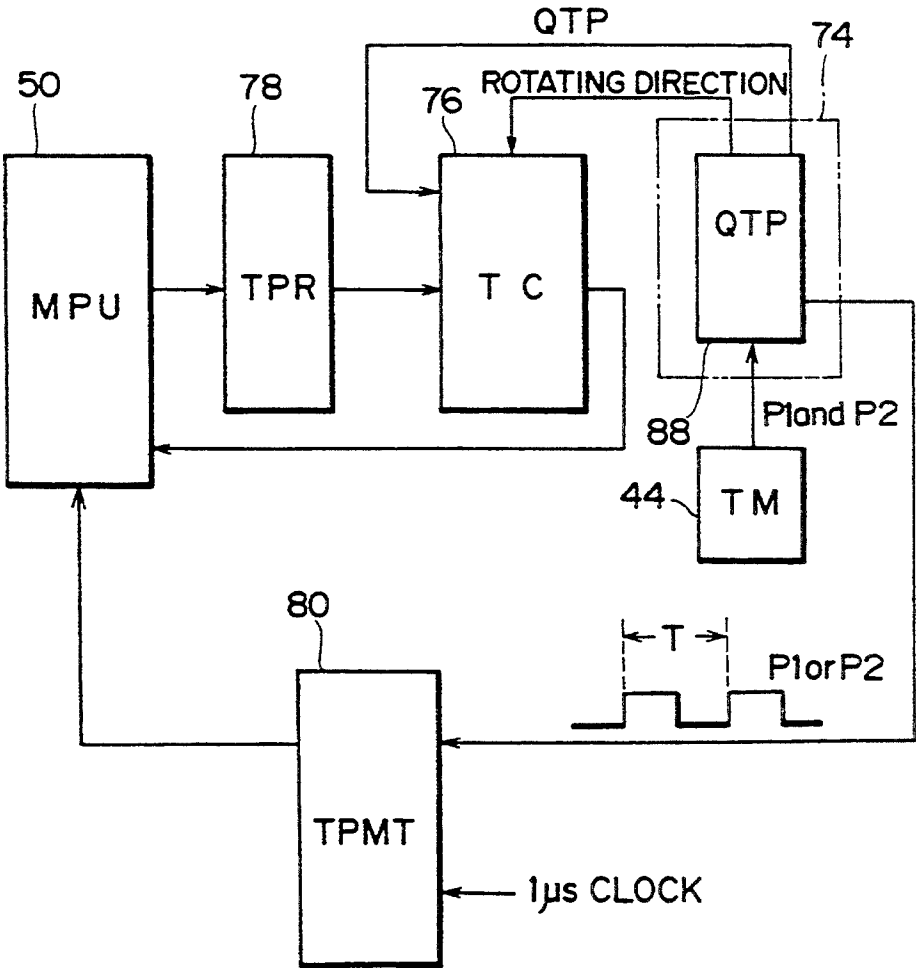 QTP
74
ROTATING DIRECTION
50
78
76
MPU
TPR
TC
QTP
88
P1and P2
44
TM
80
T
P1orP2
TPMT
1μs CLOCK